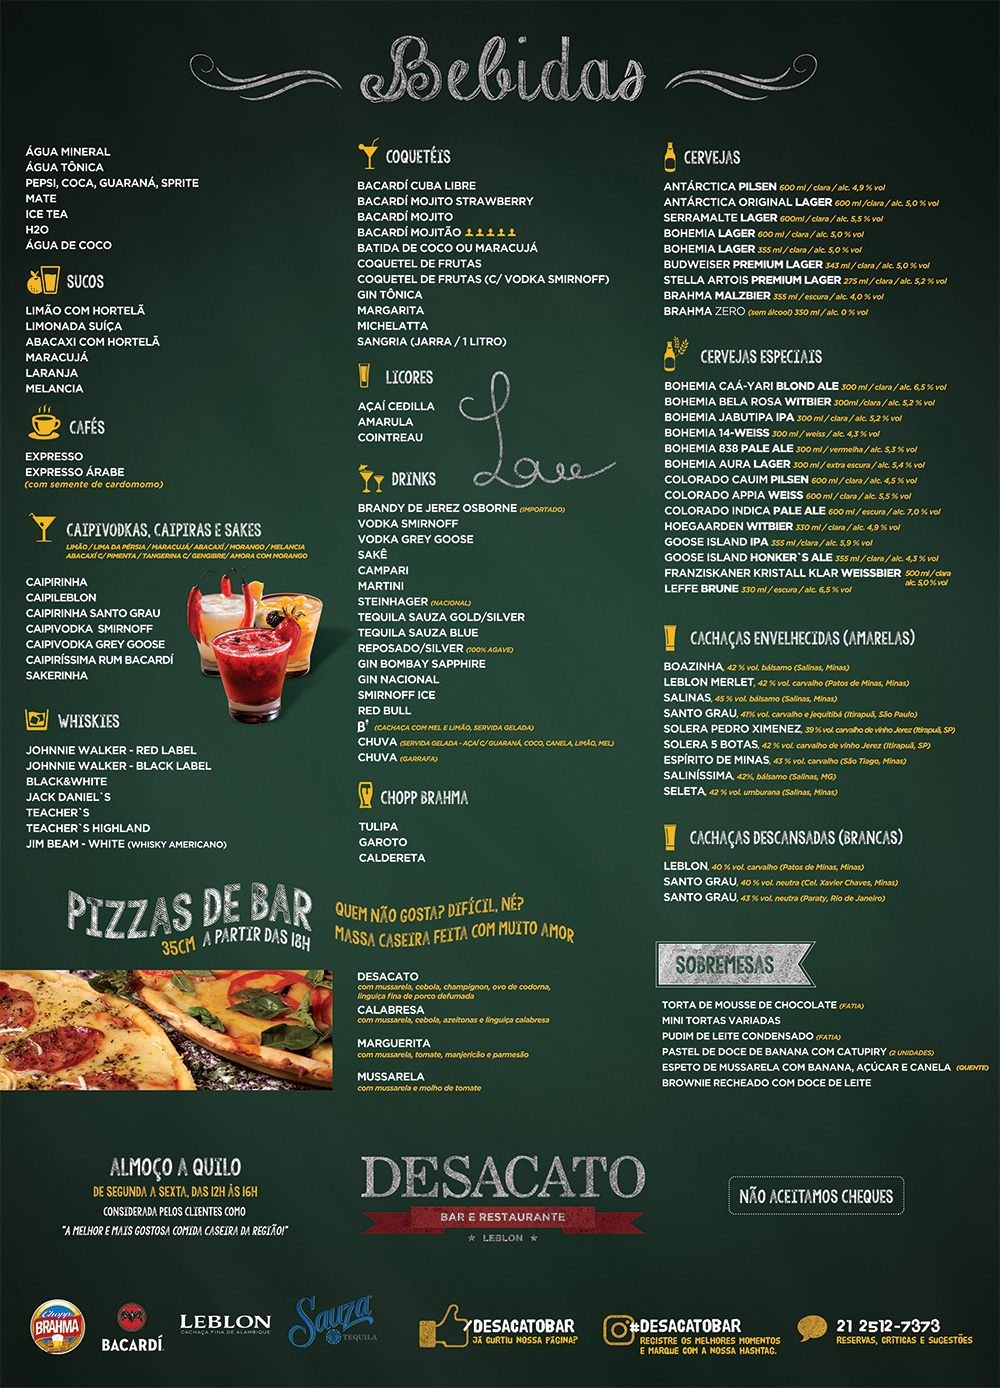 Bebidas
ÁGUA MINERAL
ÁGUA TÔNICA
PEPSI, COCA, GUARANÁ, SPRITE
MATE
ICE TEA
H2O
ÁGUA DE COCO
SUCOS
LIMÃO COM HORTELÃ
LIMONADA SUÍÇA
ABACAXI COM HORTELÃ
MARACUJÁ
LARANJA
MELANCIA
CAFÉS
EXPRESSO
EXPRESSO ÁRABE
(com semente de cardomomo)
CAIPIVODKAS, CAIPIRAS E SAKES
LIMÃO / LIMA DA PÉRSIA / MARACUJÁ/ ABACAXÍ / MORANGO / MELANCIA
ABACAXÍ C/ PIMENTA / TANGERINA C/ GENGIBRE/ AMORA COM MORANGO
CAIPIRINHA
CAIPILEBLON
CAIPIRINHA SANTO GRAU
CAIPIVODKA SMIRNOFF
CAIPIVODKA GREY GOOSE
CAIPIRÍSSIMA RUM BACARDÍ
SAKERINHA
WHISKIES
JOHNNIE WALKER - RED LABEL
JOHNNIE WALKER - BLACK LABEL
BLACK&WHITE
JACK DANIEL`S
TEACHER`S
TEACHER`S HIGHLAND
JIM BEAM - WHITE (WHISKY AMERICANO)
COQUETÉIS
BACARDÍ CUBA LIBRE
BACARDÍ MOJITO STRAWBERRY
BACARDÍ MOJITO
BACARDÍ MOJITÃO
BATIDA DE COCO OU MARACUJÁ
COQUETEL DE FRUTAS
COQUETEL DE FRUTAS (C/ VODKA SMIRNOFF)
GIN TÔNICA
MARGARITA
MICHELATTA
SANGRIA (JARRA / 1 LITRO)
LICORES
AÇAÍ CEDILLA
AMARULA
COINTREAU
Love
DRINKS
BRANDY DE JEREZ OSBORNE (IMPORTADO)
VODKA SMIRNOFF
VODKA GREY GOOSE
SAKÊ
CAMPARI
MARTINI
STEINHAGER (NACIONAL)
TEQUILA SAUZA GOLD/SILVER
TEQUILA SAUZA BLUE
REPOSADO/SILVER (100% AGAVE)
GIN BOMBAY SAPPHIRE
GIN NACIONAL
SMIRNOFF ICE
RED BULL
B' (CACHAÇA COM MEL E LIMÃO, SERVIDA GELADA)
CHUVA (SERVIDA GELADA - AÇAÍ C/ GUARANÁ, COCO, CANELA, LIMÃO, MEL)
CHUVA (GARRAFA)
CHOPP BRAHMA
TULIPA
GAROTO
CALDERETA
CERVEJAS
ANTÁRCTICA PILSEN 600 ml / clara / alc. 4,9 % vol
ANTÁRCTICA ORIGINAL LAGER 600 ml /clara / alc. 5,0 % vol
SERRAMALTE LAGER 600ml / clara / alc. 5,5 % vol
BOHEMIA LAGER 600 ml / clara / alc. 5,0 % vol
BOHEMIA LAGER 355 ml / clara / alc. 5,0 % vol
BUDWEISER PREMIUM LAGER 343 ml / clara / alc. 5,0 % vol
STELLA ARTOIS PREMIUM LAGER 275 ml / clara / alc. 5,2 % vol
BRAHMA MALZBIER 355 ml / escura / alc. 4,0 % vol
BRAHMA ZERO (sem álcool) 350 ml / alc. 0 % vol
CERVEJAS ESPECIAIS
BOHEMIA CAÁ-YARI BLOND ALE 300 ml / clara / alc. 6,5 % vol
BOHEMIA BELA ROSA WITBIER 300ml /clara / alc. 5,2 % vol
BOHEMIA JABUTIPA IPA 300 ml / clara / alc. 5,2 % vol
BOHEMIA 14-WEISS 300 ml / weiss / alc. 4,3 % vol
BOHEMIA 838 PALE ALE 300 ml / vermelha / alc. 5,3 % vol
BOHEMIA AURA LAGER 300 ml / extra escura / alc. 5,4 % vol
COLORADO CAUIM PILSEN 600 ml / clara / alc. 4,5 % vol
COLORADO APPIA WEISS 600 ml / clara / alc. 5,5 % vol
COLORADO INDICA PALE ALE 600 ml / escura / alc. 7,0 % vol
HOEGAARDEN WITBIER 330 ml / clara / alc. 4,9 % vol
GOOSE ISLAND IPA 355 ml /clara / alc. 5,9 % vol
GOOSE ISLAND HONKER`S ALE 355 ml / clara / alc. 4,3 % vol
FRANZISKANER KRISTALL KLAR WEISSBIER 500 ml / clara
alc. 5,0 % vol
LEFFE BRUNE 330 ml / escura / alc. 6,5 % vol
CACHAÇAS ENVELHECIDAS (AMARELAS)
BOAZINHA, 42 % vol. bálsamo (Salinas, Minas)
LEBLON MERLET, 42 % vol. carvalho (Patos de Minas, Minas)
SALINAS, 45 % vol. bálsamo (Salinas, Minas)
SANTO GRAU, 41% vol. carvalho e jequitibá (Itirapuã, São Paulo)
SOLERA PEDRO XIMENEZ, 39 % vol. carvalho de vinho Jerez (Itirapuã, SP)
SOLERA 5 BOTAS, 42 % vol. carvalho de vinho Jerez (Itirapuã, SP)
ESPÍRITO DE MINAS, 43 % vol. carvalho (São Tiago, Minas)
SALINÍSSIMA, 42%, bálsamo (Salinas, MG)
SELETA, 42 % vol. umburana (Salinas, Minas)
CACHAÇAS DESCANSADAS (BRANCAS)
LEBLON, 40 % vol. carvalho (Patos de Minas, Minas)
SANTO GRAU, 40 % vol. neutra (Cel. Xavier Chaves, Minas)
SANTO GRAU, 43 % vol. neutra (Paraty, Rio de Janeiro)
PIZZAS DE BAR
35CM A PARTIR DAS 18H
QUEM NÃO GOSTA? DIFÍCIL, NÉ?
MASSA CASEIRA FEITA COM MUITO AMOR
DESACATO
com mussarela, cebola, champignon, ovo de codorna,
linguiça fina de porco defumada
CALABRESA
com mussarela, cebola, azeitonas e linguiça calabresa
MARGUERITA
com mussarela, tomate, manjericão e parmesão
MUSSARELA
com mussarela e molho de tomate
SOBREMESAS
TORTA DE MOUSSE DE CHOCOLATE (FATIA)
MINI TORTAS VARIADAS
PUDIM DE LEITE CONDENSADO (FATIA)
PASTEL DE DOCE DE BANANA COM CATUPIRY (2 UNIDADES)
ESPETO DE MUSSARELA COM BANANA, AÇÚCAR E CANELA (QUENTE)
BROWNIE RECHEADO COM DOCE DE LEITE
ALMOÇO A QUILO
DE SEGUNDA A SEXTA, DAS 12H ÀS 16H
CONSIDERADA PELOS CLIENTES COMO
"A MELHOR E MAIS GOSTOSA COMIDA CASEIRA DA REGIÃO!"
DESACATO
BAR E RESTAURANTE
LEBLON
NÃO ACEITAMOS CHEQUES
Chopp
BRAHMA
BACARDÍ
LEBLON
CACHAÇA FINA DE ALAMBIQUE
Sauza
TEQUILA
/DESACATOBAR
JÁ CURTIU NOSSA PÁGINA?
#DESACATOBAR
REGISTRE OS MELHORES MOMENTOS
E MARQUE COM A NOSSA HASHTAG.
21 2512-7373
RESERVAS, CRÍTICAS E SUGESTÕES